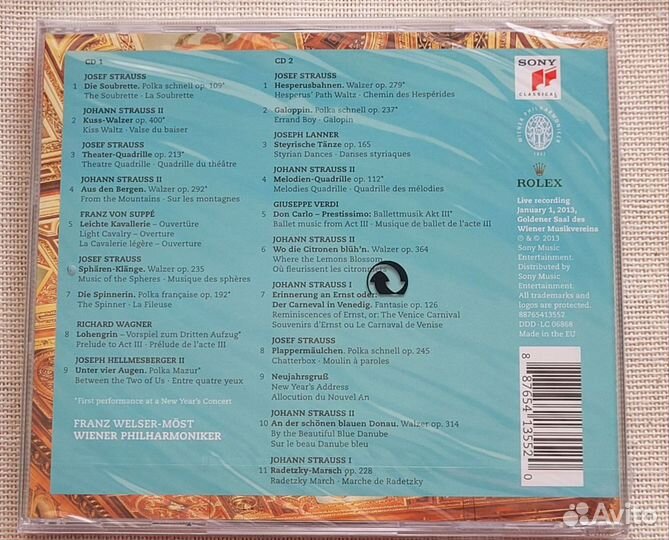 CD 1
JOSEF STRAUSS
1 Die Soubrette. Polka schnell op. 109*
The Soubrette · La Soubrette
JOHANN STRAUSS II
2 Kuss-Walzer op. 400*
Kiss Waltz · Valse du baiser
JOSEF STRAUSS
3 Theater-Quadrille op. 213*
Theatre Quadrille · Quadrille du théâtre
JOHANN STRAUSS II
4 Aus den Bergen. Walzer op. 292*
From the Mountains · Sur les montagnes
FRANZ VON SUPPÉ
5 Leichte Kavallerie – Ouvertüre
Light Cavalry – Overture
La Cavalerie légère – Ouverture
JOSEF STRAUSS
6 Sphären-Klänge. Walzer op. 235
Music of the Spheres · Musique des sphères
7 Die Spinnerin. Polka française op. 192*
The Spinner · La Fileuse
RICHARD WAGNER
8 Lohengrin – Vorspiel zum Dritten Aufzug*
Prelude to Act III · Prélude de l'acte III
JOSEPH HELLMESBERGER II
9 Unter vier Augen. Polka Mazur*
Between the Two of Us · Entre quatre yeux
*First performance at a New Year's Concert
FRANZ WELSER-MÖST
WIENER PHILHARMONIKER
CD 2
JOSEF STRAUSS
1 Hesperusbahnen. Walzer op. 279*
Hesperus' Path Waltz · Chemin des Hespérides
2 Galoppin. Polka schnell op. 237*
Errand Boy · Galopin
JOSEPH LANNER
3 Steyrische Tänze op. 165
Styrian Dances · Danses styriaques
JOHANN STRAUSS II
4 Melodien-Quadrille op. 112*
Melodies Quadrille · Quadrille des mélodies
GIUSEPPE VERDI
5 Don Carlo – Prestissimo: Ballettmusik Akt III*
Ballet music from Act III · Musique de ballet de l'acte III
JOHANN STRAUSS II
6 Wo die Citronen blüh'n. Walzer op. 364
Where the Lemons Blossom
Où fleurissent les citronniers
JOHANN STRAUSS I
7 Erinnerung an Ernst oder:
Der Carneval in Venedig. Fantasie op. 126
Reminiscences of Ernst, or: The Venice Carnival
Souvenirs d'Ernst ou Le Carnaval de Venise
JOSEF STRAUSS
8 Plappermäulchen. Polka schnell op. 245
Chatterbox · Moulin à paroles
9 Neujahrsgruß
New Year's Address
Allocution du Nouvel An
JOHANN STRAUSS II
10 An der schönen blauen Donau. Walzer op. 314
By the Beautiful Blue Danube
Sur le beau Danube bleu
JOHANN STRAUSS I
11 Radetzky-Marsch op. 228
Radetzky March · Marche de Radetzky
SONY
CLASSICAL
WIENER PHILHARMONIKER
ROLEX
Live recording
January 1, 2013,
Goldener Saal des
Wiener Musikvereins
℗ & © 2013
Sony Music
Entertainment.
Distributed by
Sony Music
Entertainment.
All trademarks
and logos
are protected.
88765413552
DDD · LC 06868
Made in the EU
8 87654 13552 0
Avito